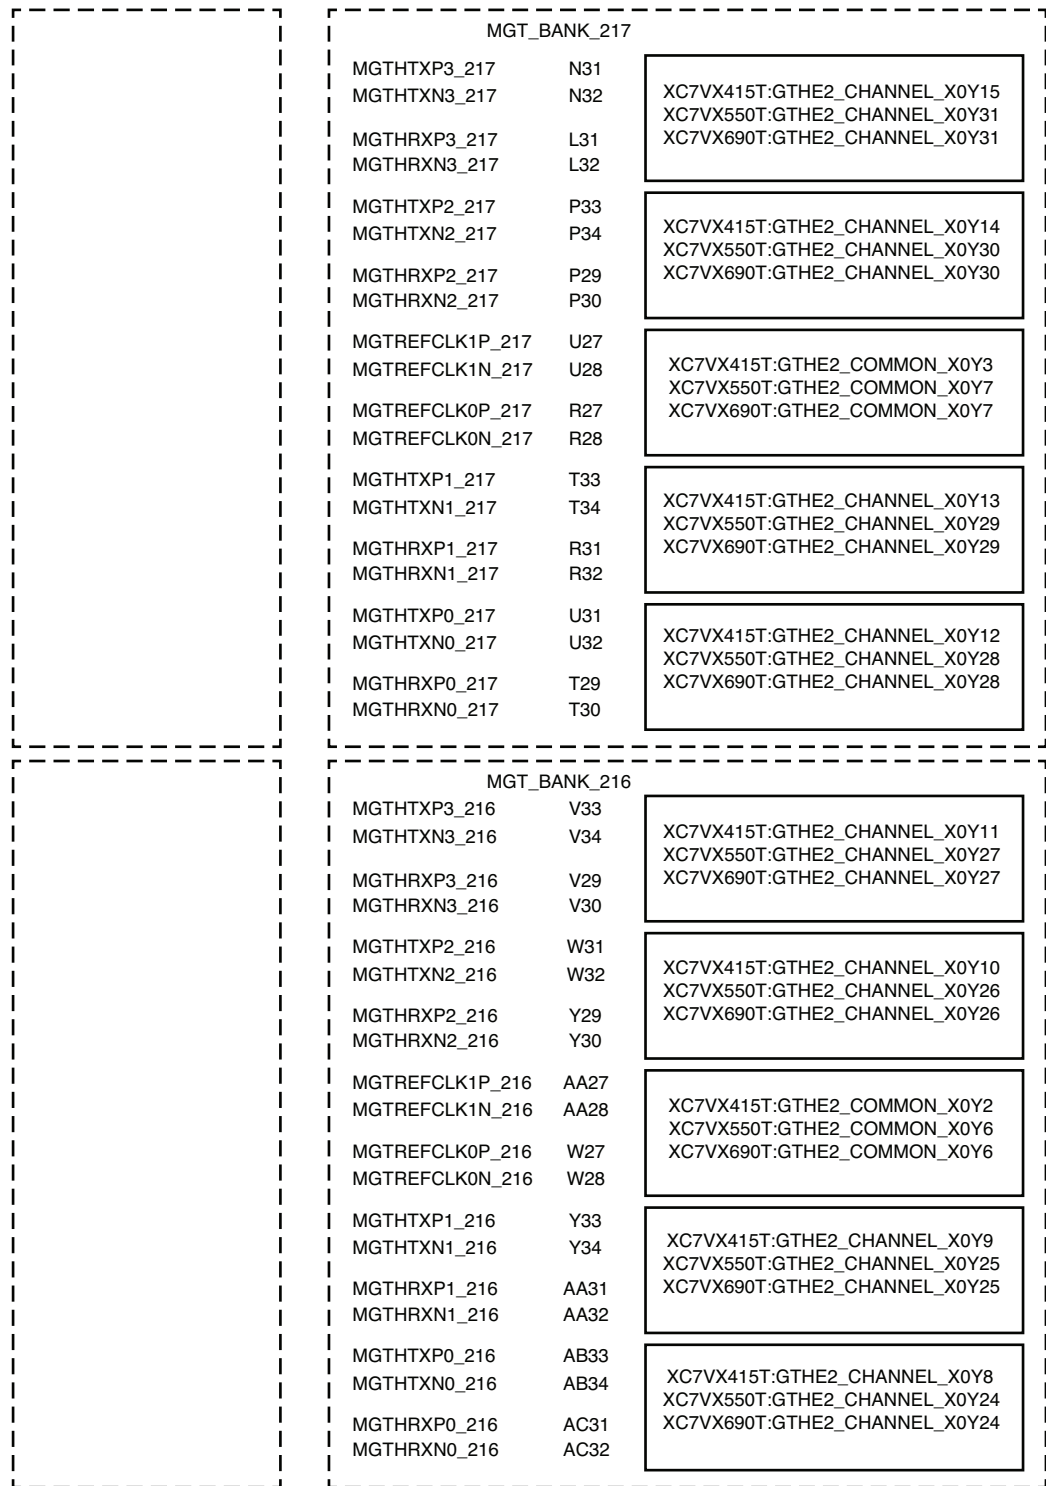 MGT_BANK_217
MGTHTXP3_217 N31
MGTHTXN3_217 N32
MGTHRXP3_217 L31
MGTHRXN3_217 L32
XC7VX415T:GTHE2_CHANNEL_X0Y15
XC7VX550T:GTHE2_CHANNEL_X0Y31
XC7VX690T:GTHE2_CHANNEL_X0Y31
MGTHTXP2_217 P33
MGTHTXN2_217 P34
MGTHRXP2_217 P29
MGTHRXN2_217 P30
XC7VX415T:GTHE2_CHANNEL_X0Y14
XC7VX550T:GTHE2_CHANNEL_X0Y30
XC7VX690T:GTHE2_CHANNEL_X0Y30
MGTREFCLK1P_217 U27
MGTREFCLK1N_217 U28
MGTREFCLK0P_217 R27
MGTREFCLK0N_217 R28
XC7VX415T:GTHE2_COMMON_X0Y3
XC7VX550T:GTHE2_COMMON_X0Y7
XC7VX690T:GTHE2_COMMON_X0Y7
MGTHTXP1_217 T33
MGTHTXN1_217 T34
MGTHRXP1_217 R31
MGTHRXN1_217 R32
XC7VX415T:GTHE2_CHANNEL_X0Y13
XC7VX550T:GTHE2_CHANNEL_X0Y29
XC7VX690T:GTHE2_CHANNEL_X0Y29
MGTHTXP0_217 U31
MGTHTXN0_217 U32
MGTHRXP0_217 T29
MGTHRXN0_217 T30
XC7VX415T:GTHE2_CHANNEL_X0Y12
XC7VX550T:GTHE2_CHANNEL_X0Y28
XC7VX690T:GTHE2_CHANNEL_X0Y28
MGT_BANK_216
MGTHTXP3_216 V33
MGTHTXN3_216 V34
MGTHRXP3_216 V29
MGTHRXN3_216 V30
XC7VX415T:GTHE2_CHANNEL_X0Y11
XC7VX550T:GTHE2_CHANNEL_X0Y27
XC7VX690T:GTHE2_CHANNEL_X0Y27
MGTHTXP2_216 W31
MGTHTXN2_216 W32
MGTHRXP2_216 Y29
MGTHRXN2_216 Y30
XC7VX415T:GTHE2_CHANNEL_X0Y10
XC7VX550T:GTHE2_CHANNEL_X0Y26
XC7VX690T:GTHE2_CHANNEL_X0Y26
MGTREFCLK1P_216 AA27
MGTREFCLK1N_216 AA28
MGTREFCLK0P_216 W27
MGTREFCLK0N_216 W28
XC7VX415T:GTHE2_COMMON_X0Y2
XC7VX550T:GTHE2_COMMON_X0Y6
XC7VX690T:GTHE2_COMMON_X0Y6
MGTHTXP1_216 Y33
MGTHTXN1_216 Y34
MGTHRXP1_216 AA31
MGTHRXN1_216 AA32
XC7VX415T:GTHE2_CHANNEL_X0Y9
XC7VX550T:GTHE2_CHANNEL_X0Y25
XC7VX690T:GTHE2_CHANNEL_X0Y25
MGTHTXP0_216 AB33
MGTHTXN0_216 AB34
MGTHRXP0_216 AC31
MGTHRXN0_216 AC32
XC7VX415T:GTHE2_CHANNEL_X0Y8
XC7VX550T:GTHE2_CHANNEL_X0Y24
XC7VX690T:GTHE2_CHANNEL_X0Y24